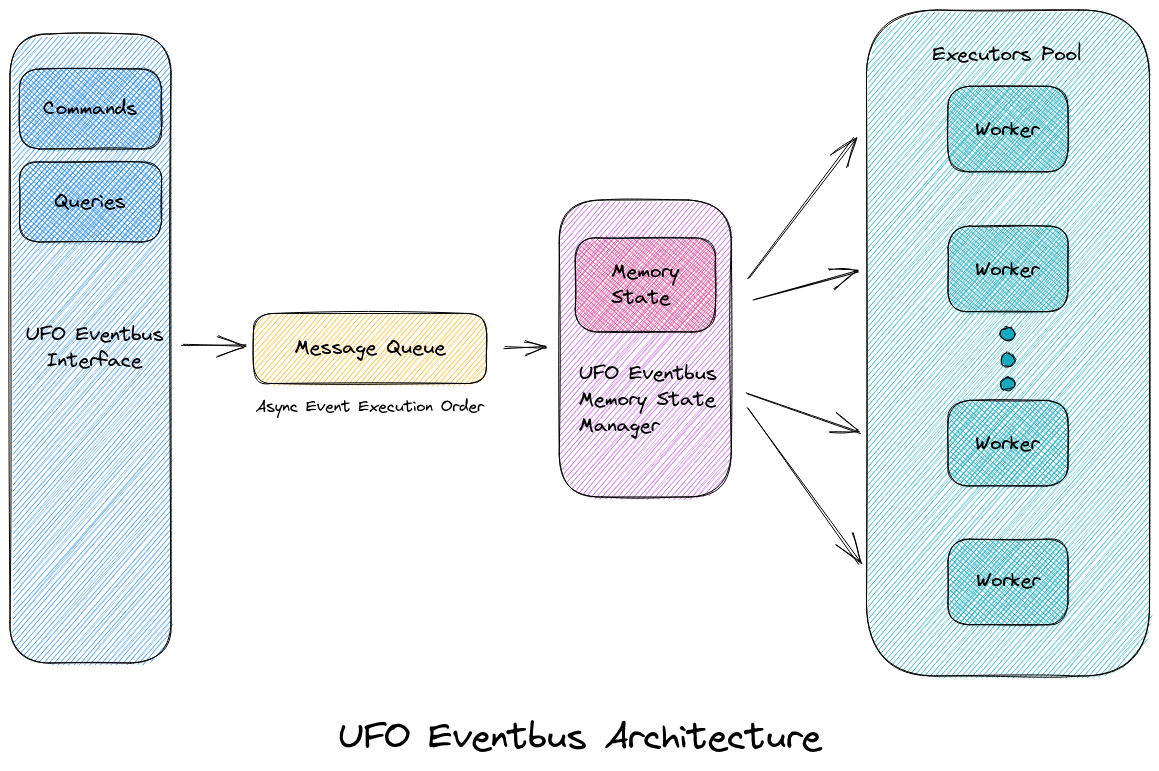 Commands
Queries
UFO Eventbus
Interface
Message Queue
Async Event Execution Order
Memory
State
UFO Eventbus
Memory State
Manager
Executors Pool
Worker
Worker
Worker
Worker
UFO Eventbus Architecture